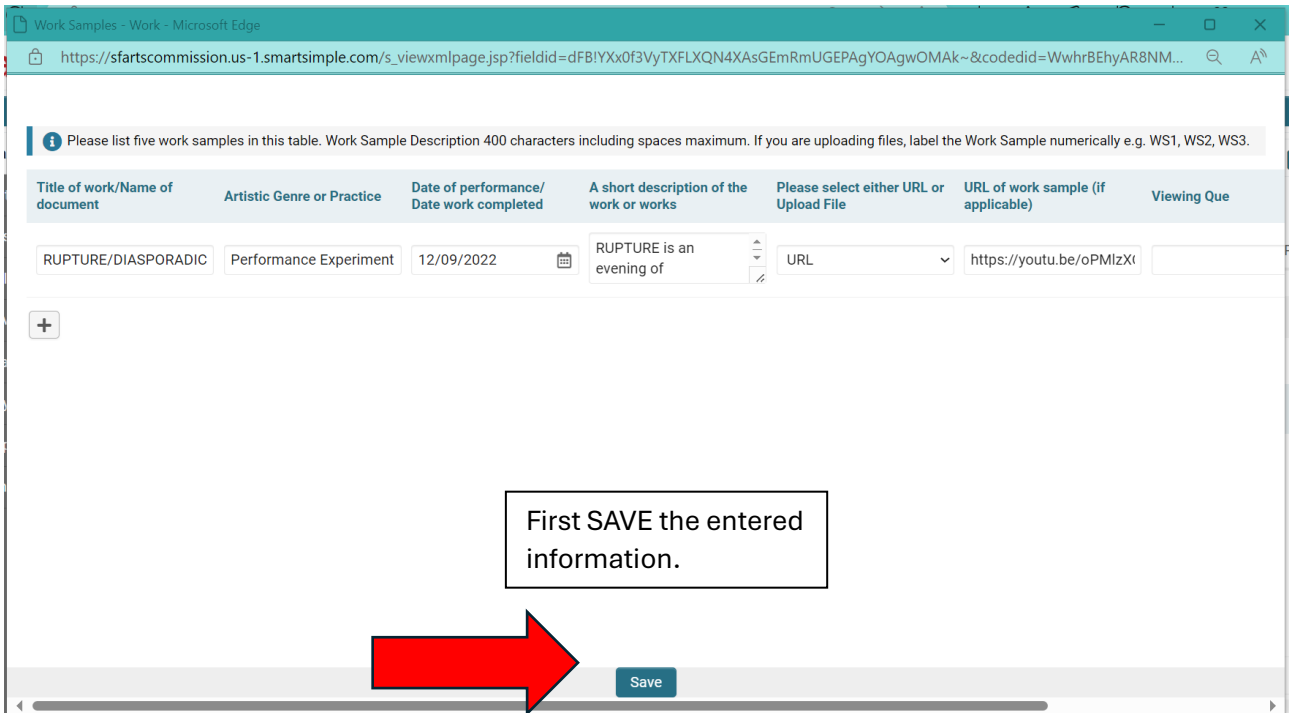 Work Samples - Work - Microsoft Edge
https://sfartscommission.us-1.smartsimple.com/s_viewxmlpage.jsp?fieldid=dFB!YXx0f3VyTXFLXQN4XAsGEmRmUGEPAgYOAgwOMAk~&codedid=WwhrBEhyAR8NM...
Please list five work samples in this table. Work Sample Description 400 characters including spaces maximum. If you are uploading files, label the Work Sample numerically e.g. WS1, WS2, WS3.
Title of work/Name of document
Artistic Genre or Practice
Date of performance/ Date work completed
A short description of the work or works
Please select either URL or Upload File
URL of work sample (if applicable)
Viewing Que
RUPTURE/DIASPORADIC
Performance Experiment
12/09/2022
RUPTURE is an
evening of
URL
https://youtu.be/oPMlzX
First SAVE the entered
information.
Save